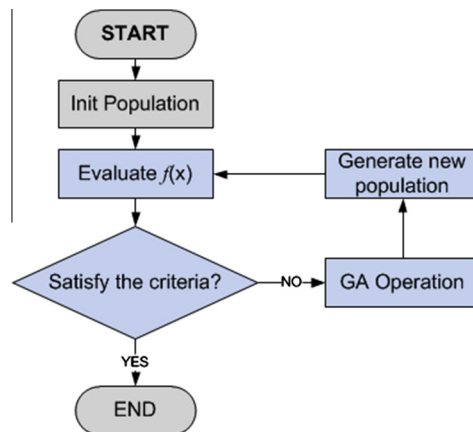 START
Init Population
Evaluate f(x)
Generate new
population
Satisfy the criteria?
NO
GA Operation
YES
END